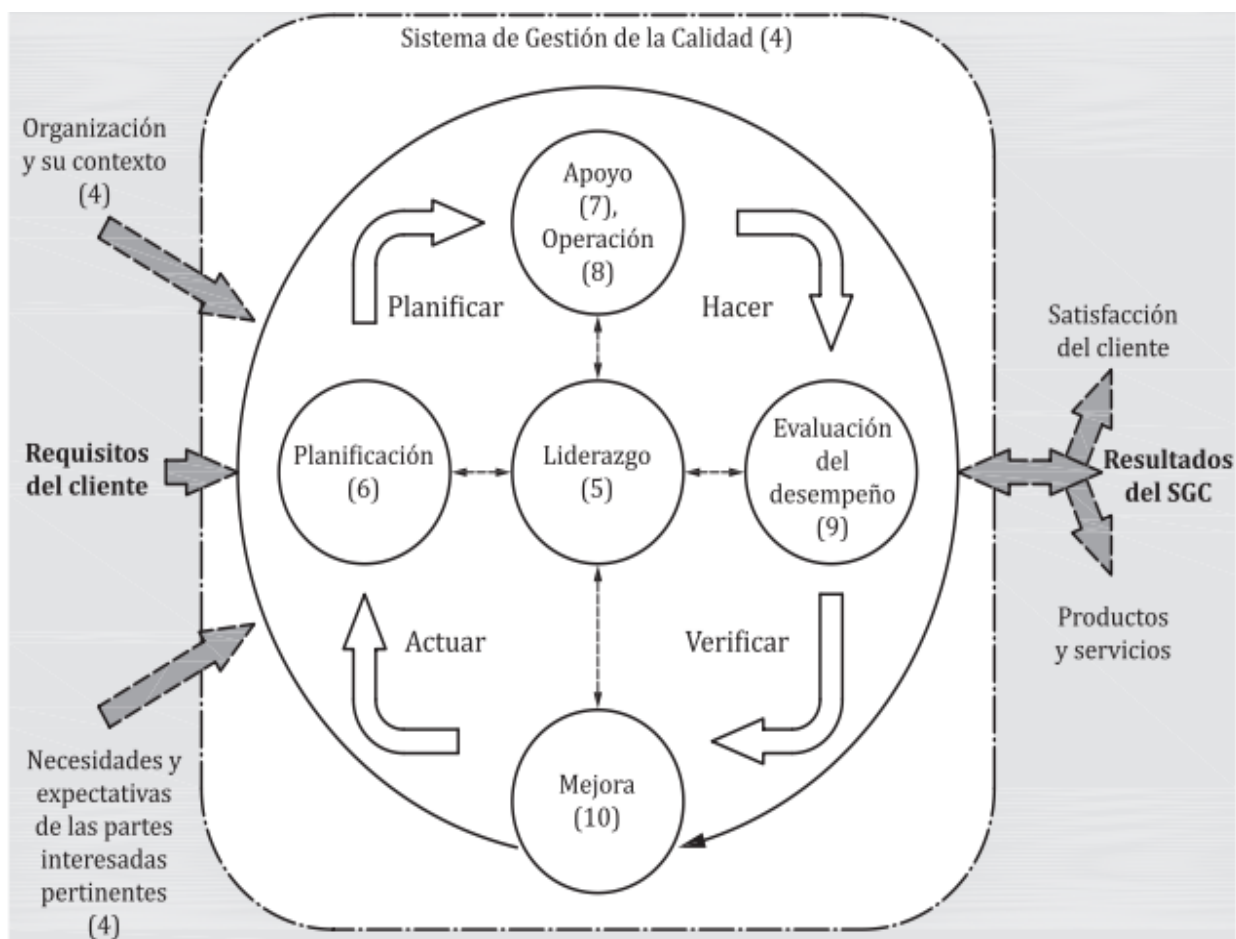 Sistema de Gestión de la Calidad (4)
Organización
y su contexto
(4)
Apoyo
(7),
Operación
(8)
Planificar
Hacer
Satisfacción
del cliente
Requisitos
del cliente
Planificación
(6)
Liderazgo
(5)
Evaluación
del
desempeño
(9)
Resultados
del SGC
Actuar
Verificar
Productos
y servicios
Necesidades y
expectativas
de las partes
interesadas
pertinentes
(4)
Mejora
(10)